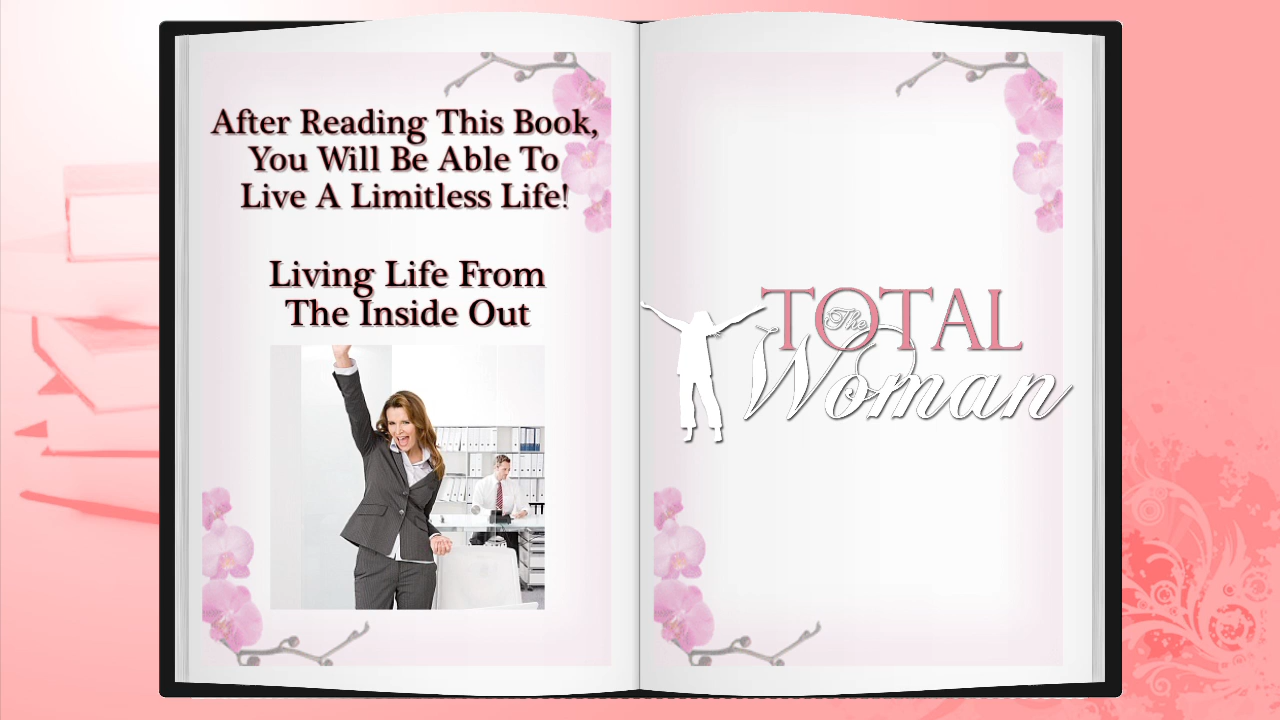 After Reading This Book,
You Will Be Able To
Live A Limitless Life!
Living Life From
The Inside Out
The TOTAL
Woman